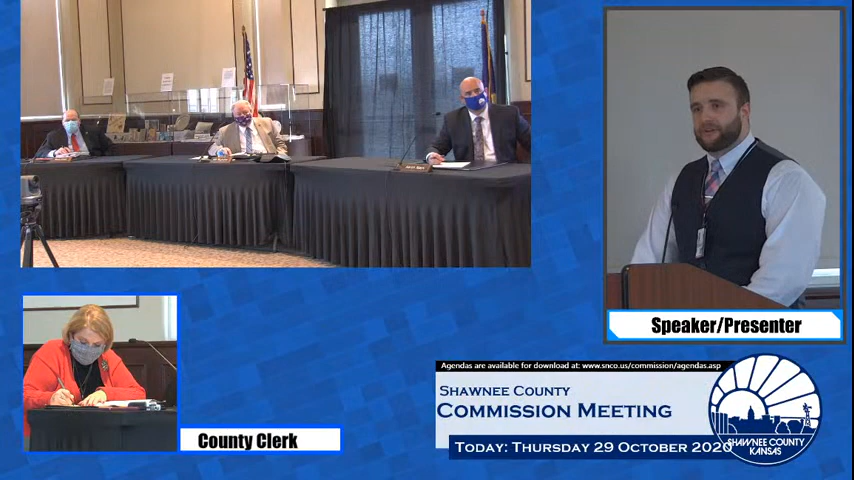 Speaker/Presenter
County Clerk
Agendas are available for download at: www.snco.us/commission/agendas.asp
Shawnee County
Commission Meeting
Today: Thursday 29 October 2020
SHAWNEE COUNTY
KANSAS